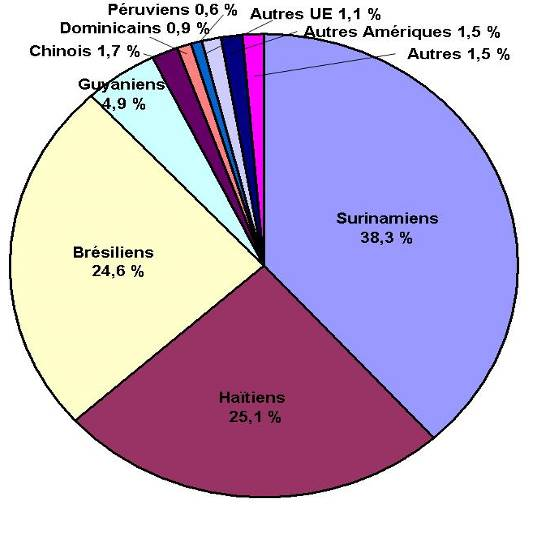 Péruviens 0,6 %
Autres UE 1,1 %
Dominicains 0,9 %
Autres Amériques 1,5 %
Chinois 1,7 %
Autres 1,5 %
Guyaniens
4,9 %
Surinamiens
38,3 %
Brésiliens
24,6 %
Haïtiens
25,1 %